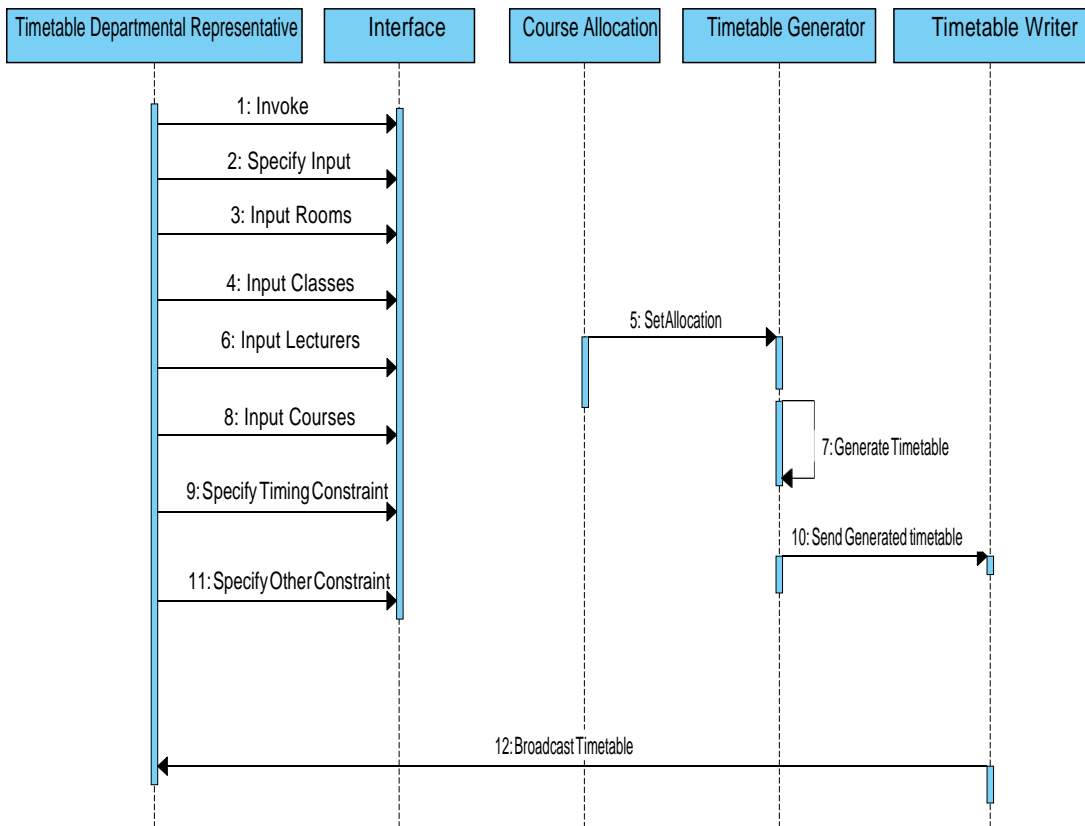 Timetable Departmental Representative
Interface
Course Allocation
Timetable Generator
Timetable Writer
1: Invoke
2: Specify Input
3: Input Rooms
4: Input Classes
5: SetAllocation
6: Input Lecturers
8: Input Courses
7: Generate Timetable
9: Specify Timing Constraint
10: Send Generated timetable
11: Specify Other Constraint
12: Broadcast Timetable